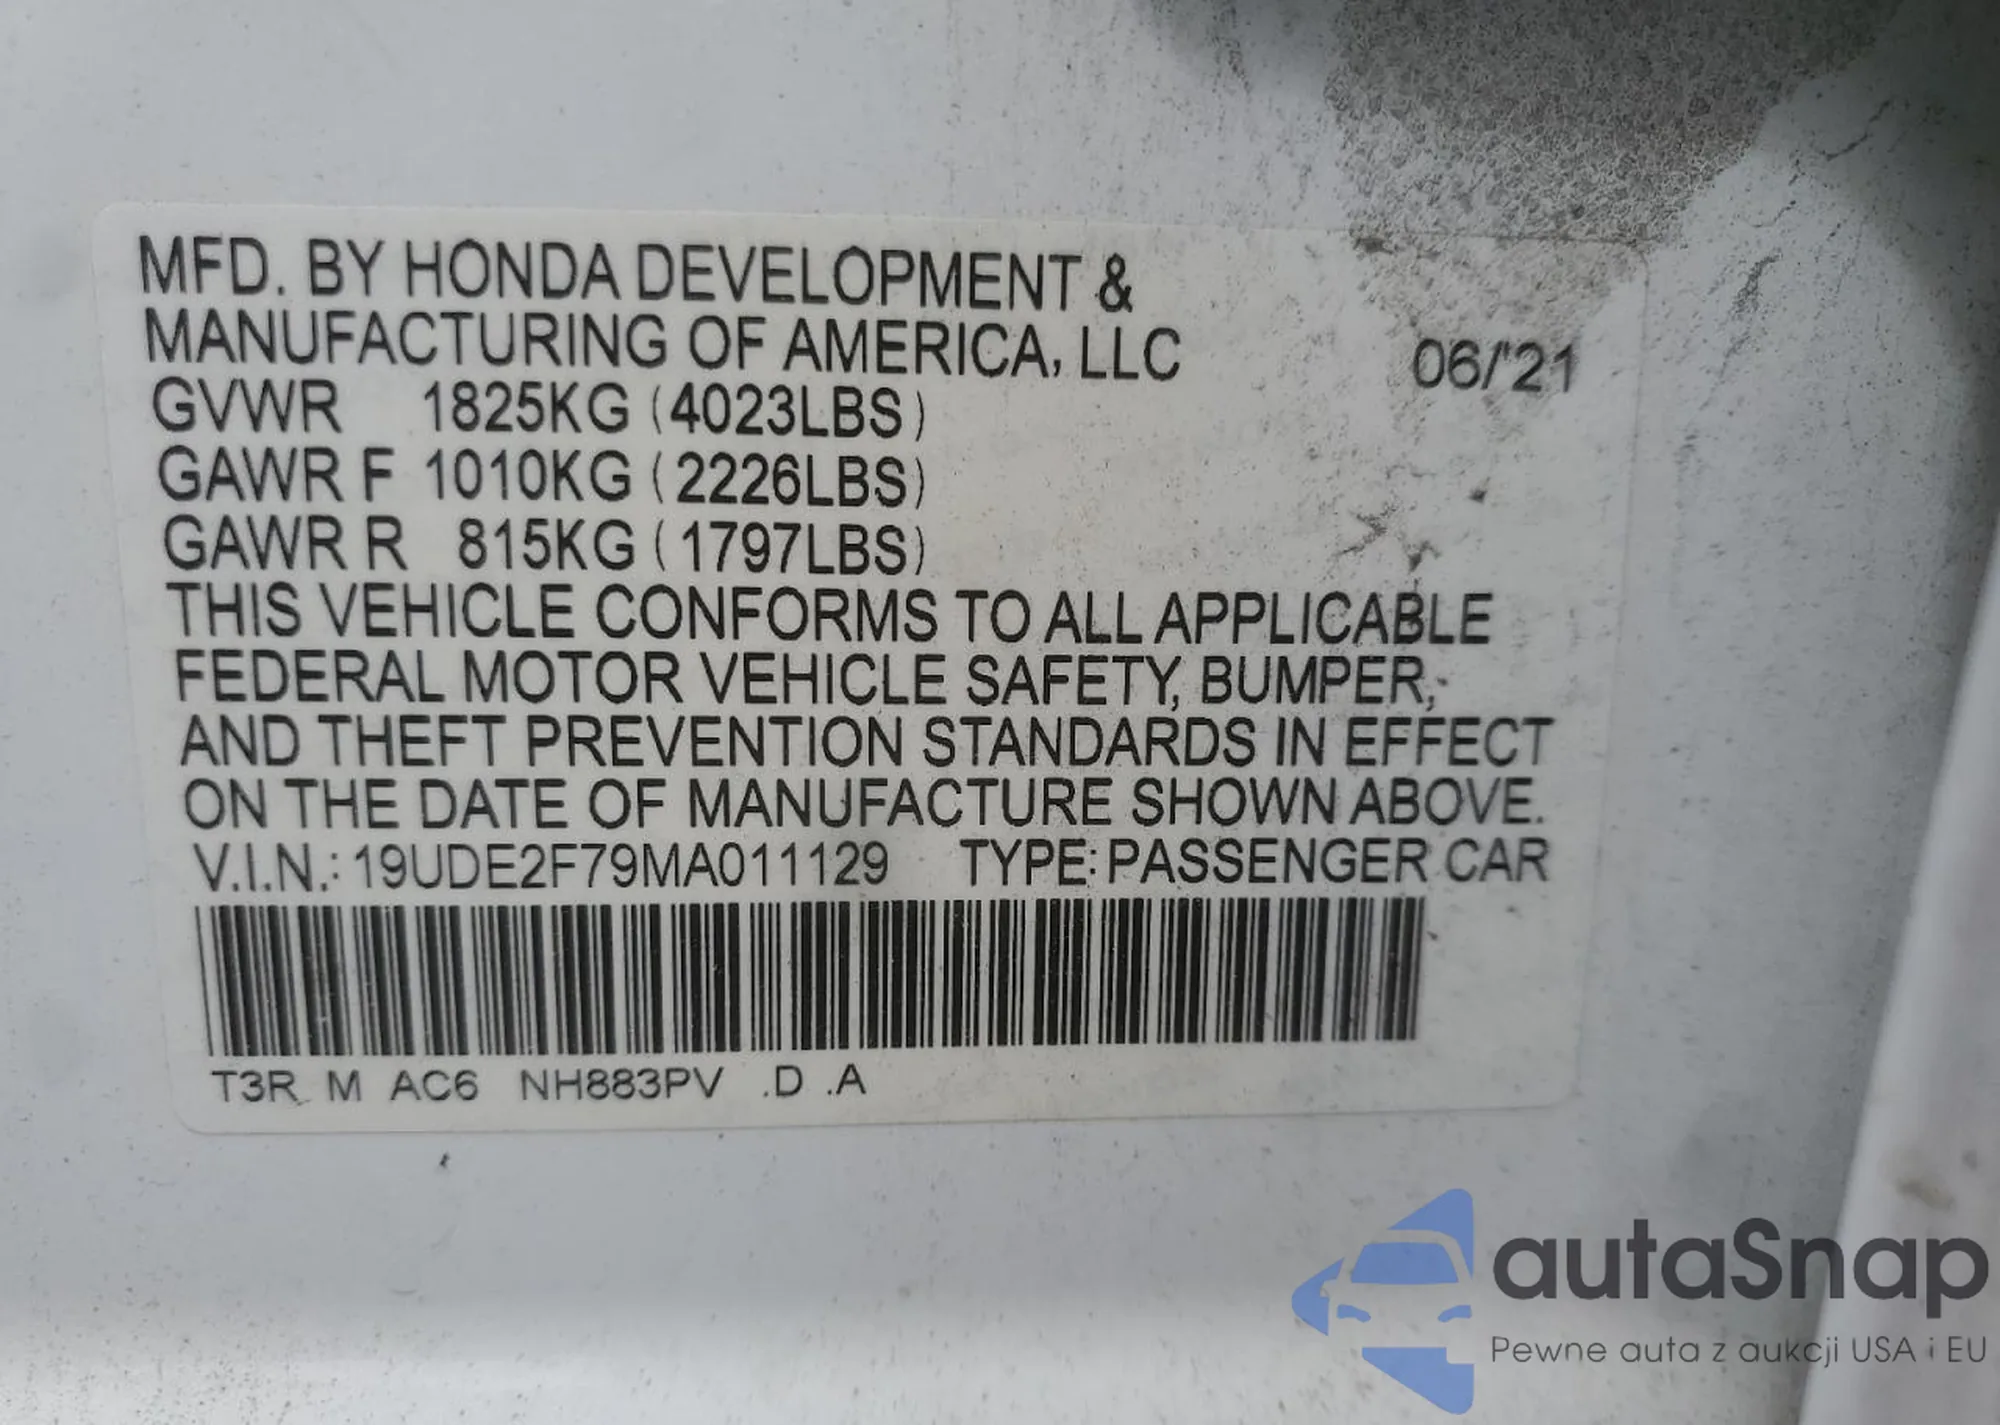 MFD. BY HONDA DEVELOPMENT &
MANUFACTURING OF AMERICA, LLC 06/'21
GVWR 1825KG (4023LBS)
GAWR F 1010KG (2226LBS)
GAWR R 815KG (1797LBS)
THIS VEHICLE CONFORMS TO ALL APPLICABLE
FEDERAL MOTOR VEHICLE SAFETY, BUMPER,
AND THEFT PREVENTION STANDARDS IN EFFECT
ON THE DATE OF MANUFACTURE SHOWN ABOVE.
V.I.N.: 19UDE2F79MA011129 TYPE: PASSENGER CAR
T3R M AC6 NH883PV .D .A
autaSnap
Pewne auta z aukcji USA i EU